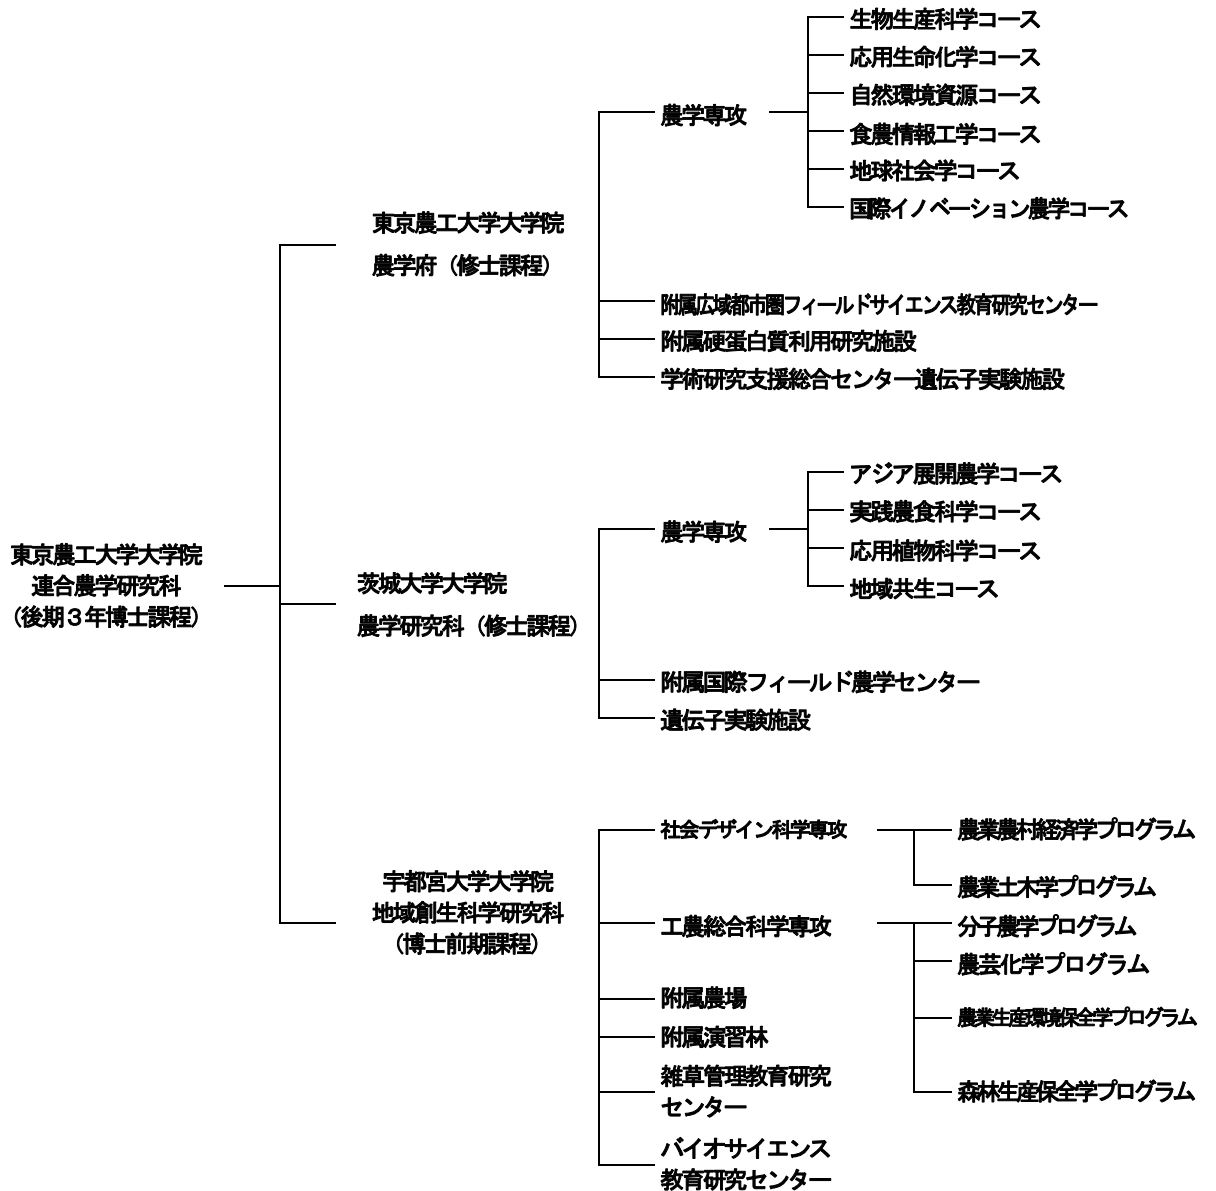 東京農工大学大学院
連合農学研究科
（後期３年博士課程）
東京農工大学大学院
農学府（修士課程）
農学専攻
生物生産科学コース
応用生命化学コース
自然環境資源コース
食農情報工学コース
地球社会学コース
国際イノベーション農学コース
附属広域都市圏フィールドサイエンス教育研究センター
附属硬蛋白質利用研究施設
学術研究支援総合センター遺伝子実験施設
茨城大学大学院
農学研究科（修士課程）
農学専攻
アジア展開農学コース
実践農食科学コース
応用植物科学コース
地域共生コース
附属国際フィールド農学センター
遺伝子実験施設
宇都宮大学大学院
地域創生科学研究科
（博士前期課程）
社会デザイン科学専攻
農業農村経済学プログラム
農業土木学プログラム
工農総合科学専攻
分子農学プログラム
農芸化学プログラム
農業生産環境保全学プログラム
森林生産保全学プログラム
附属農場
附属演習林
雑草管理教育研究
センター
バイオサイエンス
教育研究センター